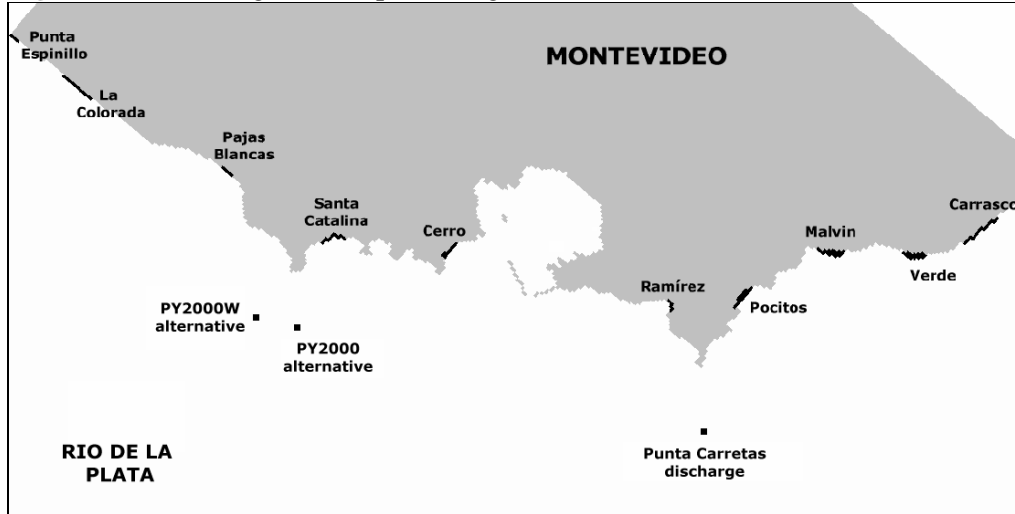 MONTEVIDEO
Punta
Espinillo
La
Colorada
Pajas
Blancas
Santa
Catalina
Cerro
Carrasco
Malvin
Verde
Ramírez
Pocitos
PY2000W
alternative
PY2000
alternative
RIO DE LA
PLATA
Punta Carretas
discharge